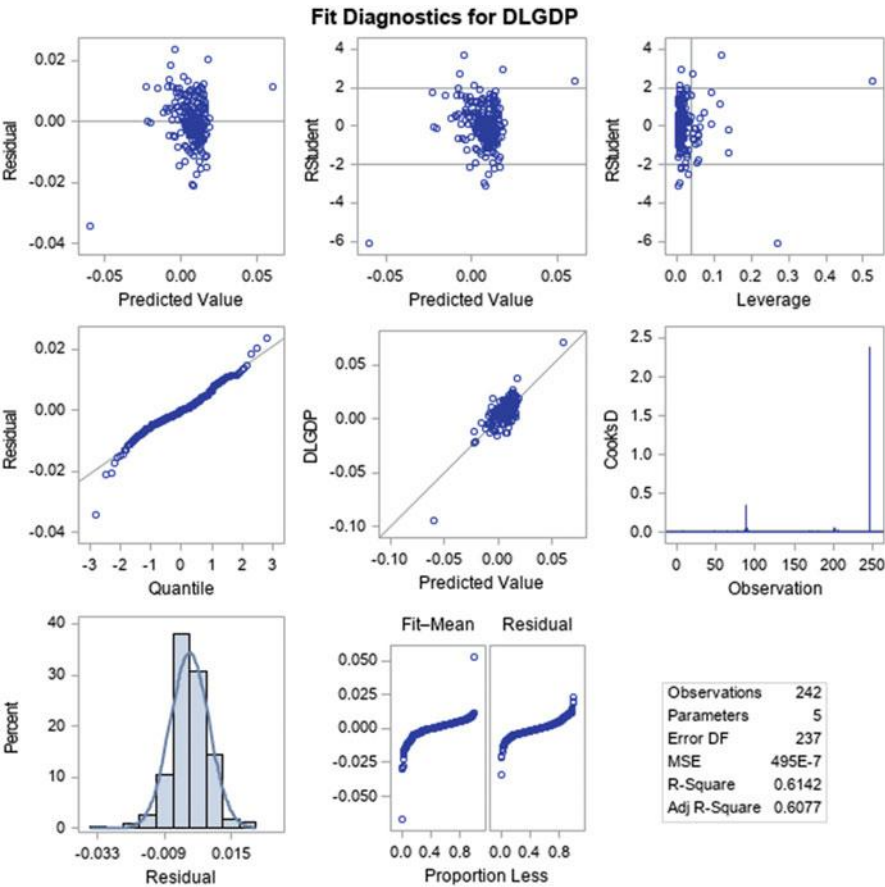 Fit Diagnostics for DLGDP
Residual
0.02
0.00
-0.02
-0.04
-0.05 0.00 0.05
Predicted Value
RStudent
4
2
0
-2
-4
-6
-0.05 0.00 0.05
Predicted Value
RStudent
4
2
0
-2
-4
-6
0.0 0.1 0.2 0.3 0.4 0.5
Leverage
Residual
0.02
0.00
-0.02
-0.04
-3 -2 -1 0 1 2 3
Quantile
DLGDP
0.05
0.00
-0.05
-0.10
-0.10 -0.05 0.00 0.05
Predicted Value
Cook's D
2.5
2.0
1.5
1.0
0.5
0.0
0 50 100 150 200 250
Observation
Percent
40
30
20
10
0
-0.033 -0.009 0.015
Residual
Fit–Mean Residual
0.050
0.025
0.000
-0.025
-0.050
0.0 0.4 0.8 0.0 0.4 0.8
Proportion Less
Observations 242
Parameters 5
Error DF 237
MSE 495E-7
R-Square 0.6142
Adj R-Square 0.6077